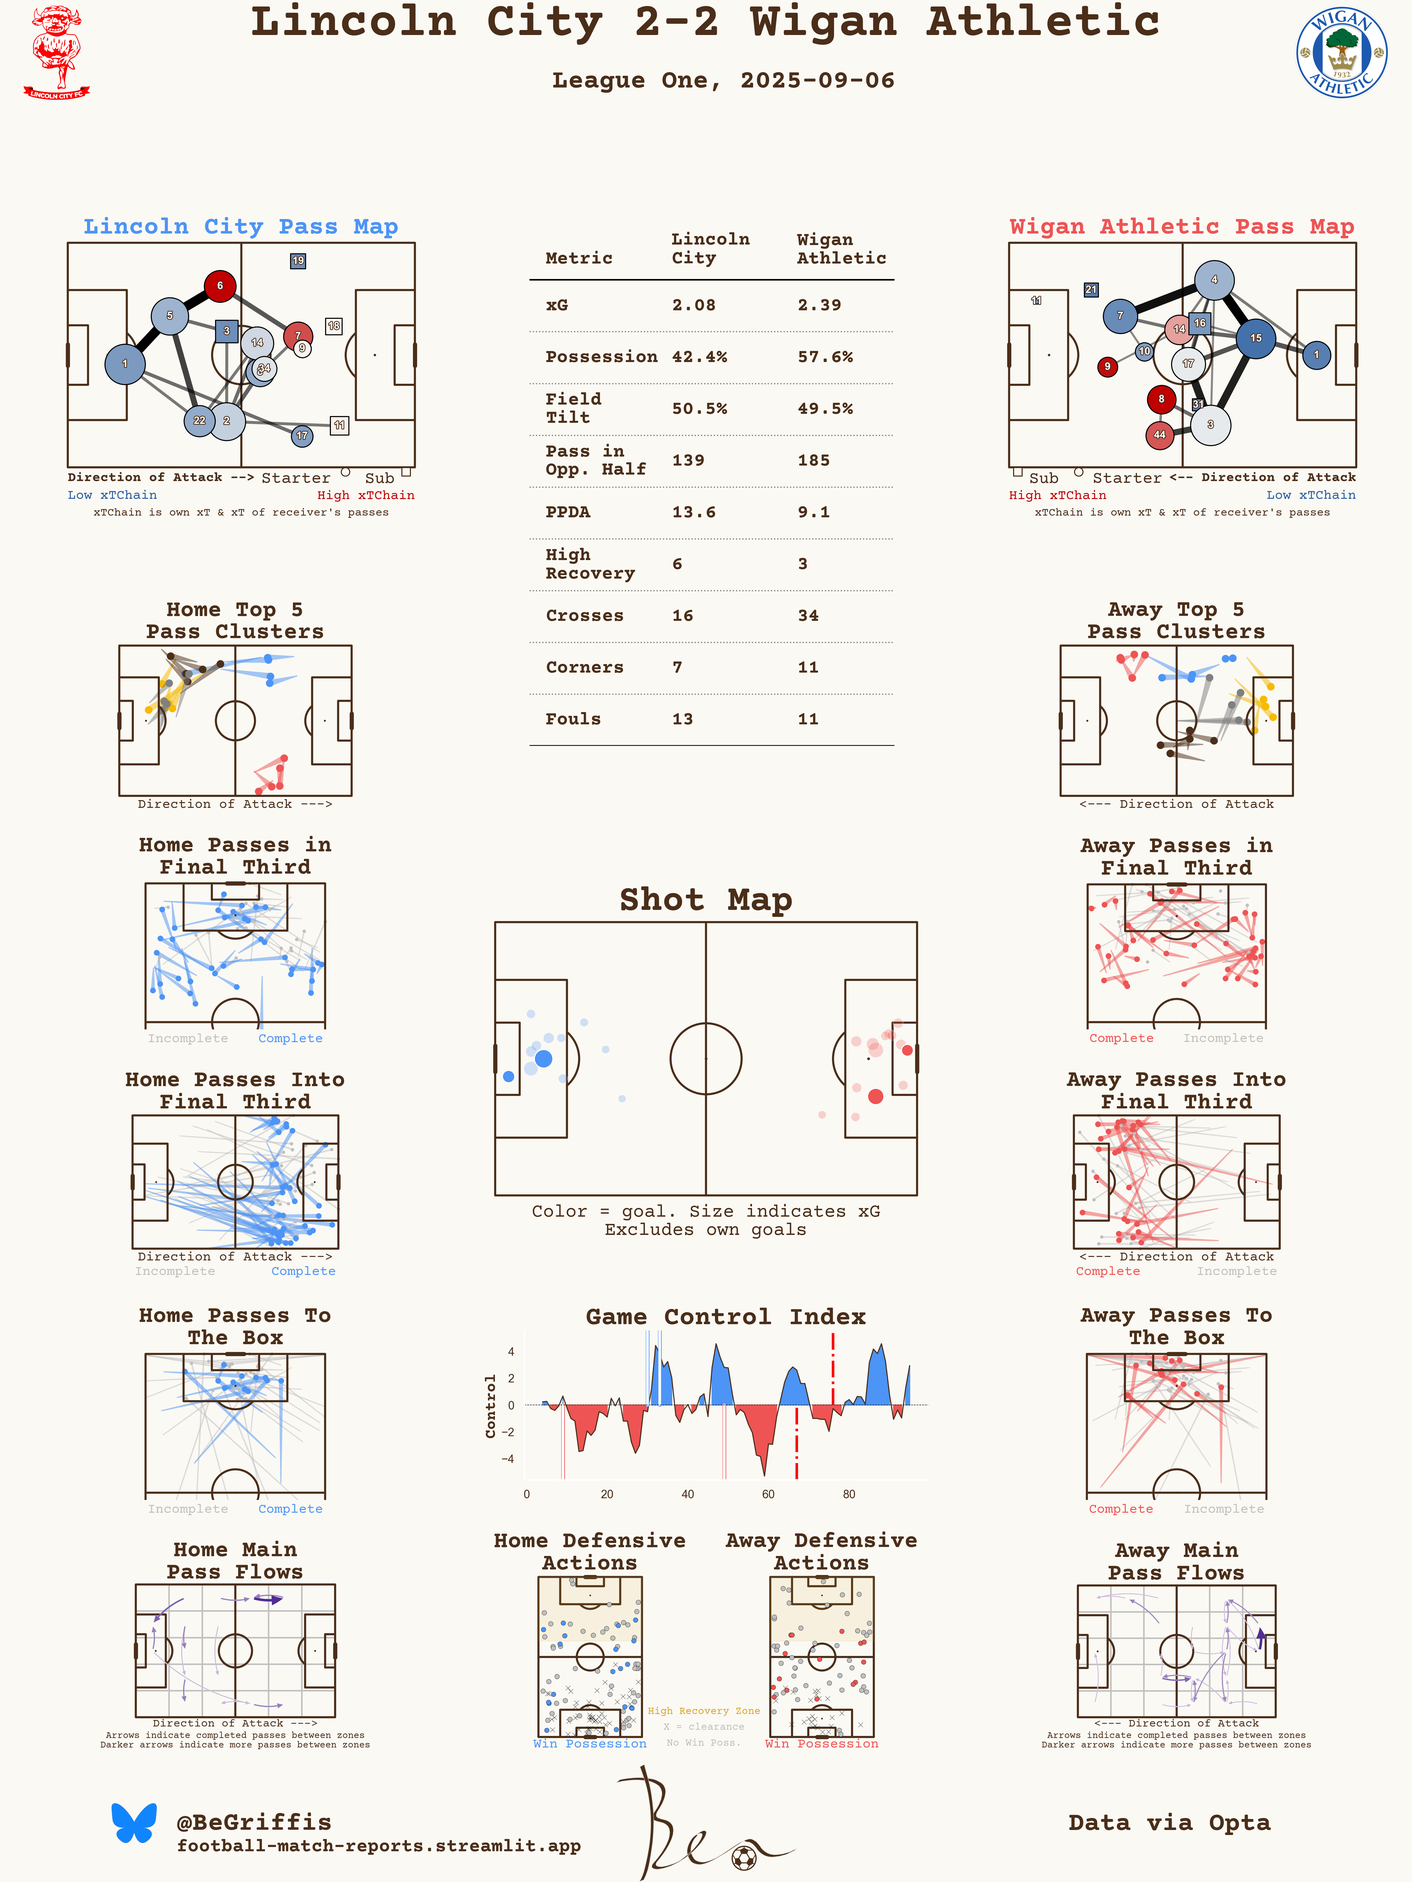 Lincoln City 2-2 Wigan Athletic
League One, 2025-09-06
LINCOLN CITY FC
WIGAN
1932
ATHLETIC
Lincoln City Pass Map
19
6
5
3
7
18
14
9
1
34
22
2
11
17
Direction of Attack --> Starter Sub
Low xTChain High xTChain
xTChain is own xT & xT of receiver's passes
Metric Lincoln City Wigan Athletic
xG 2.08 2.39
Possession 42.4% 57.6%
Field Tilt 50.5% 49.5%
Pass in Opp. Half 139 185
PPDA 13.6 9.1
High Recovery 6 3
Crosses 16 34
Corners 7 11
Fouls 13 11
Wigan Athletic Pass Map
4
21
11
7
14
16
15
10
1
17
9
8
31
3
44
Sub Starter <-- Direction of Attack
High xTChain Low xTChain
xTChain is own xT & xT of receiver's passes
Home Top 5
Pass Clusters
Direction of Attack --->
Away Top 5
Pass Clusters
<--- Direction of Attack
Home Passes in
Final Third
Incomplete Complete
Away Passes in
Final Third
Complete Incomplete
Shot Map
Color = goal. Size indicates xG
Excludes own goals
Home Passes Into
Final Third
Direction of Attack --->
Incomplete Complete
Away Passes Into
Final Third
<--- Direction of Attack
Complete Incomplete
Home Passes To
The Box
Incomplete Complete
Game Control Index
Control
4
2
0
−2
−4
0 20 40 60 80
Away Passes To
The Box
Complete Incomplete
Home Main
Pass Flows
Direction of Attack --->
Arrows indicate completed passes between zones
Darker arrows indicate more passes between zones
Home Defensive
Actions
Win Possession
High Recovery Zone
X = clearance
No Win Poss.
Away Defensive
Actions
Win Possession
Away Main
Pass Flows
<--- Direction of Attack
Arrows indicate completed passes between zones
Darker arrows indicate more passes between zones
@BeGriffis
football-match-reports.streamlit.app
Ben
Data via Opta